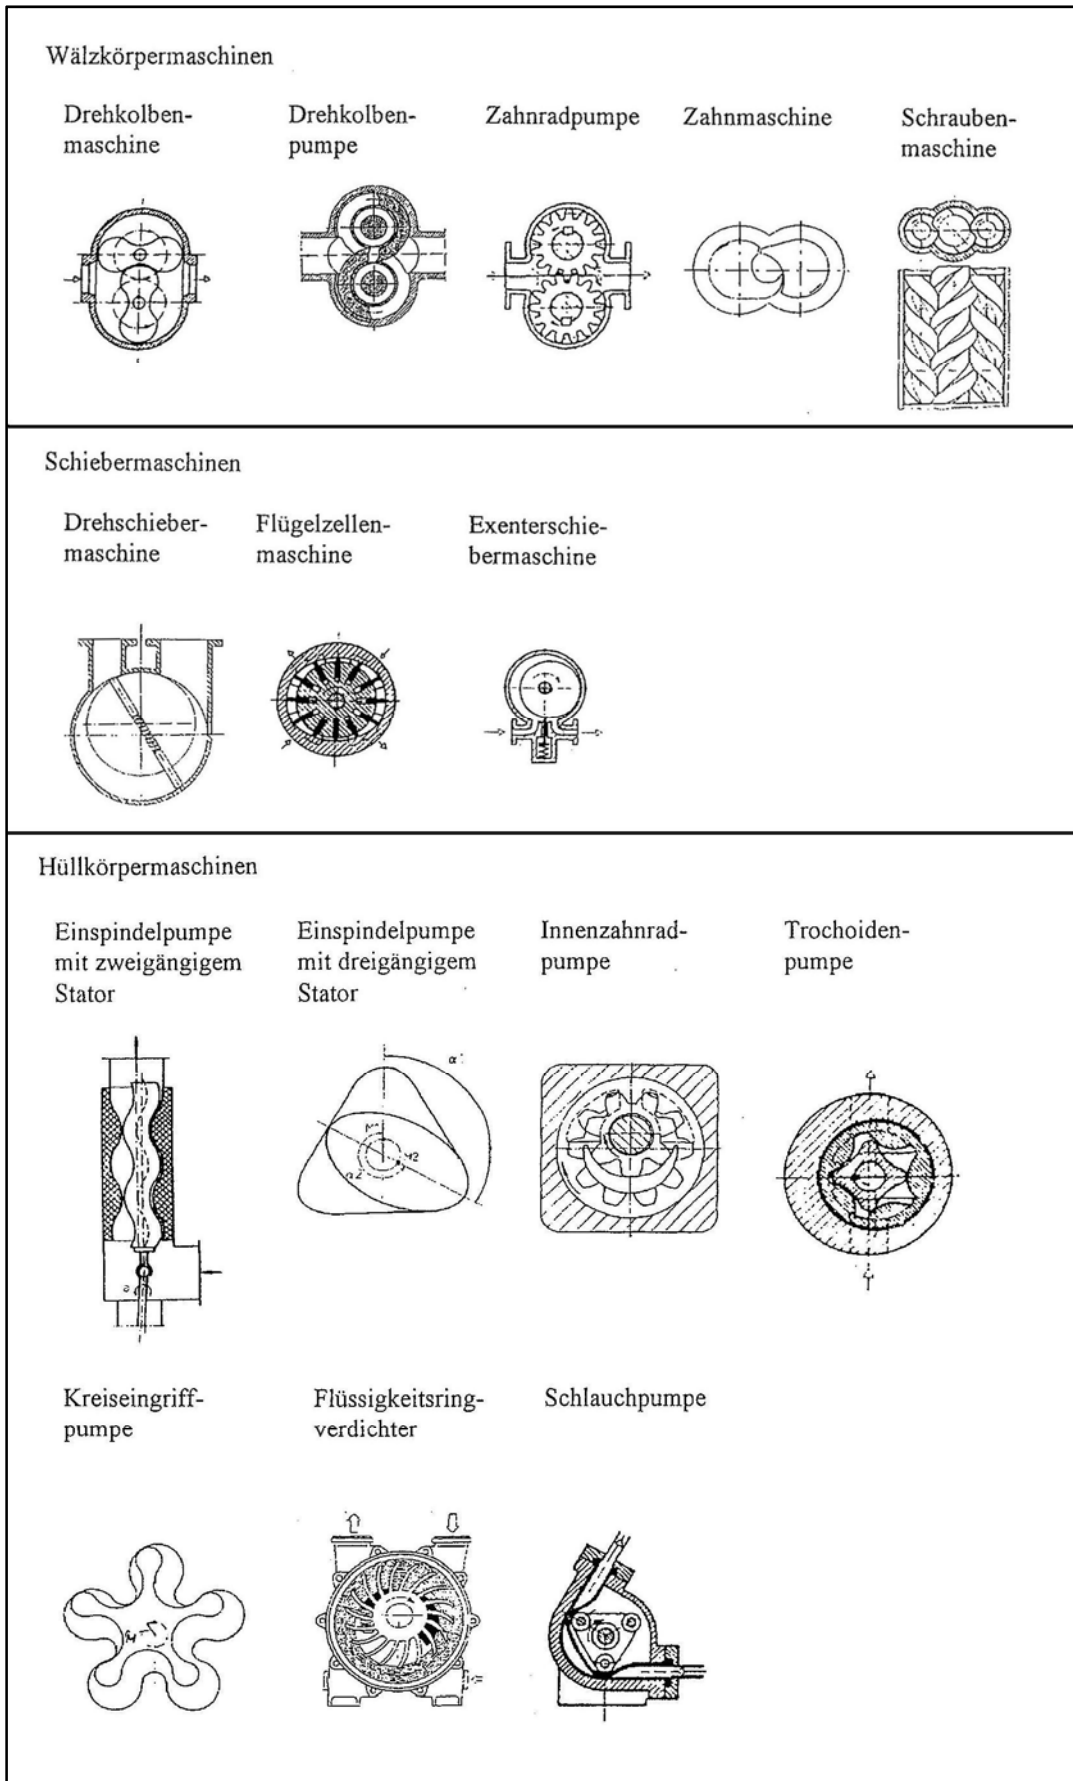 Wälzkörpermaschinen
Drehkolben-
maschine
Drehkolben-
pumpe
Zahnradpumpe
Zahnmaschine
Schrauben-
maschine
Schiebermaschinen
Drehschieber-
maschine
Flügelzellen-
maschine
Exenterschie-
bermaschine
Hüllkörpermaschinen
Einspindelpumpe
mit zweigängigem
Stator
Einspindelpumpe
mit dreigängigem
Stator
Innenzahnrad-
pumpe
Trochoiden-
pumpe
Kreiseingriff-
pumpe
Flüssigkeitsring-
verdichter
Schlauchpumpe